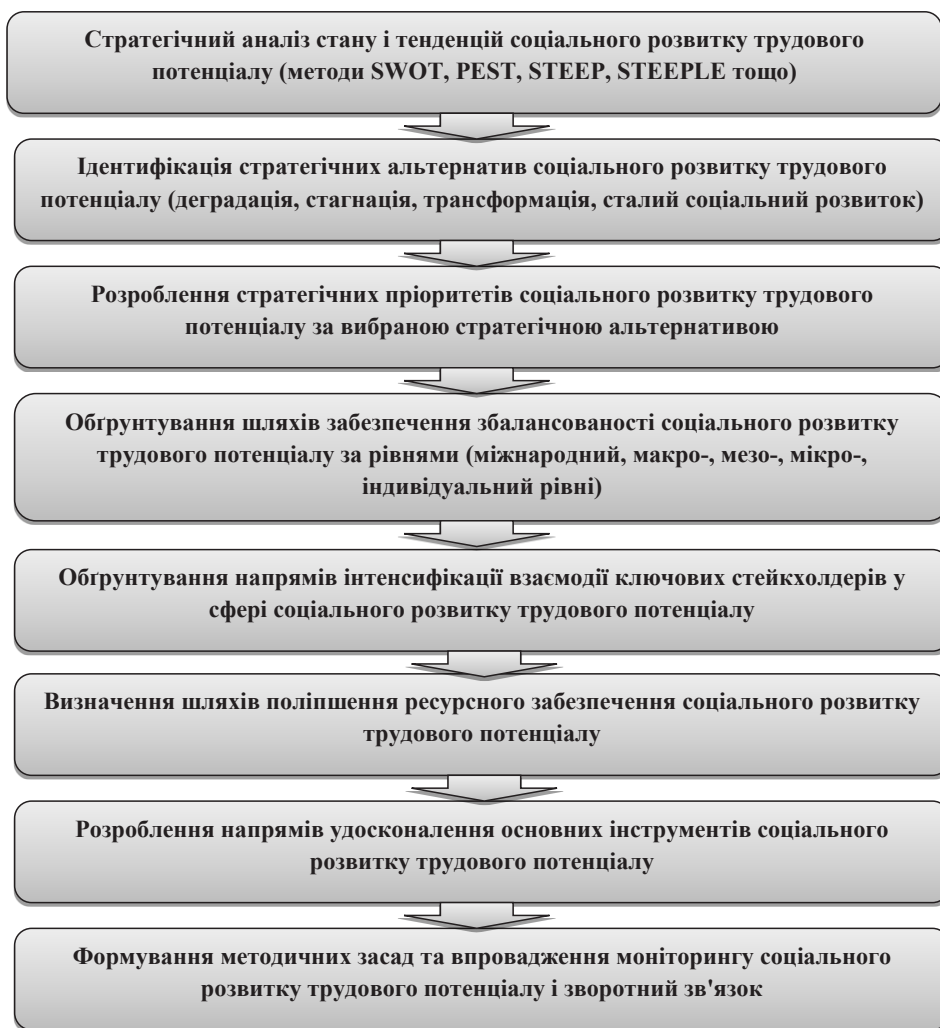 Стратегічний аналіз стану і тенденцій соціального розвитку трудового
потенціалу (методи SWOT, PEST, STEEP, STEEPLE тощо)
Ідентифікація стратегічних альтернатив соціального розвитку трудового
потенціалу (деградація, стагнація, трансформація, сталий соціальний розвиток)
Розроблення стратегічних пріоритетів соціального розвитку трудового
потенціалу за вибраною стратегічною альтернативою
Обґрунтування шляхів забезпечення збалансованості соціального розвитку
трудового потенціалу за рівнями (міжнародний, макро-, мезо-, мікро-,
індивідуальний рівні)
Обґрунтування напрямів інтенсифікації взаємодії ключових стейкхолдерів у
сфері соціального розвитку трудового потенціалу
Визначення шляхів поліпшення ресурсного забезпечення соціального розвитку
трудового потенціалу
Розроблення напрямів удосконалення основних інструментів соціального
розвитку трудового потенціалу
Формування методичних засад та впровадження моніторингу соціального
розвитку трудового потенціалу і зворотний зв'язок